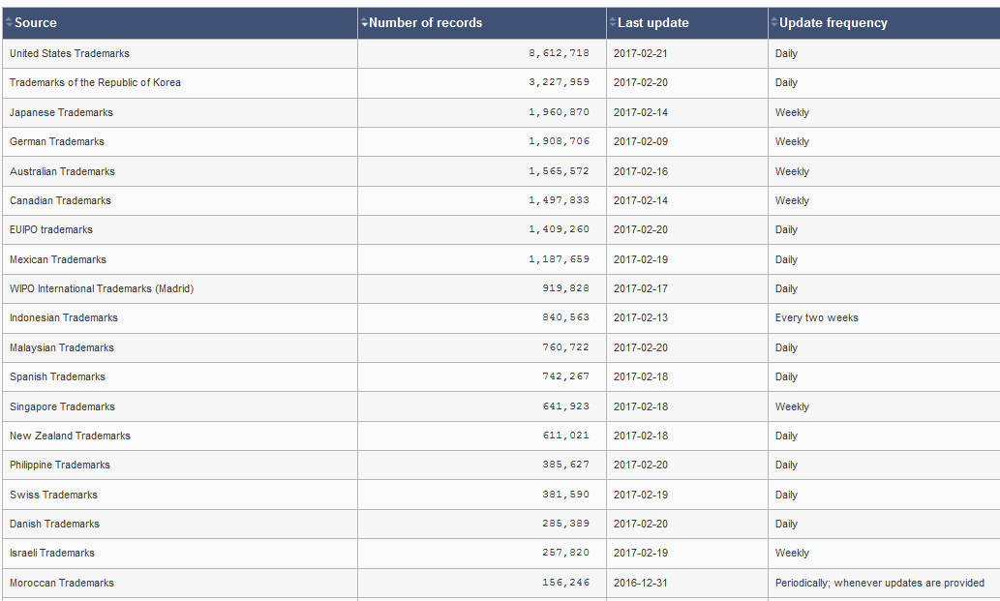 Source Number of records Last update Update frequency
United States Trademarks 8,612,718 2017-02-21 Daily
Trademarks of the Republic of Korea 3,227,959 2017-02-20 Daily
Japanese Trademarks 1,960,870 2017-02-14 Weekly
German Trademarks 1,908,706 2017-02-09 Weekly
Australian Trademarks 1,565,572 2017-02-16 Weekly
Canadian Trademarks 1,497,833 2017-02-14 Weekly
EUIPO trademarks 1,409,260 2017-02-20 Daily
Mexican Trademarks 1,187,659 2017-02-19 Daily
WIPO International Trademarks (Madrid) 919,828 2017-02-17 Daily
Indonesian Trademarks 840,563 2017-02-13 Every two weeks
Malaysian Trademarks 760,722 2017-02-20 Daily
Spanish Trademarks 742,267 2017-02-18 Daily
Singapore Trademarks 641,923 2017-02-18 Weekly
New Zealand Trademarks 611,021 2017-02-18 Daily
Philippine Trademarks 385,627 2017-02-20 Daily
Swiss Trademarks 381,590 2017-02-19 Daily
Danish Trademarks 285,389 2017-02-20 Daily
Israeli Trademarks 257,820 2017-02-19 Weekly
Moroccan Trademarks 156,246 2016-12-31 Periodically; whenever updates are provided